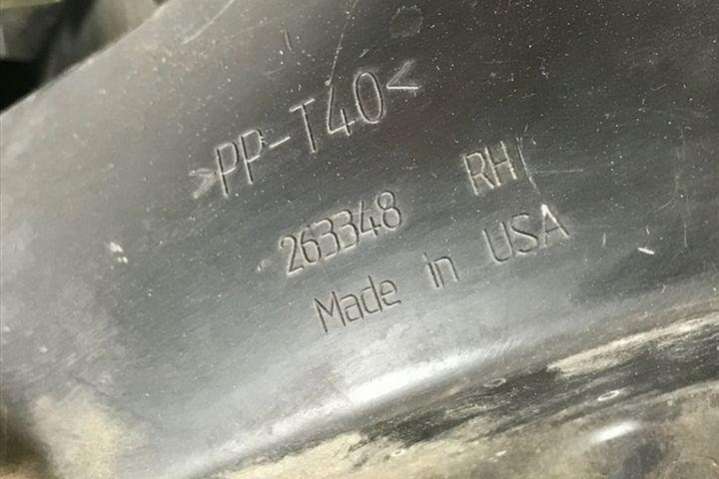 >PP-T40<
263348 RH
Made in USA